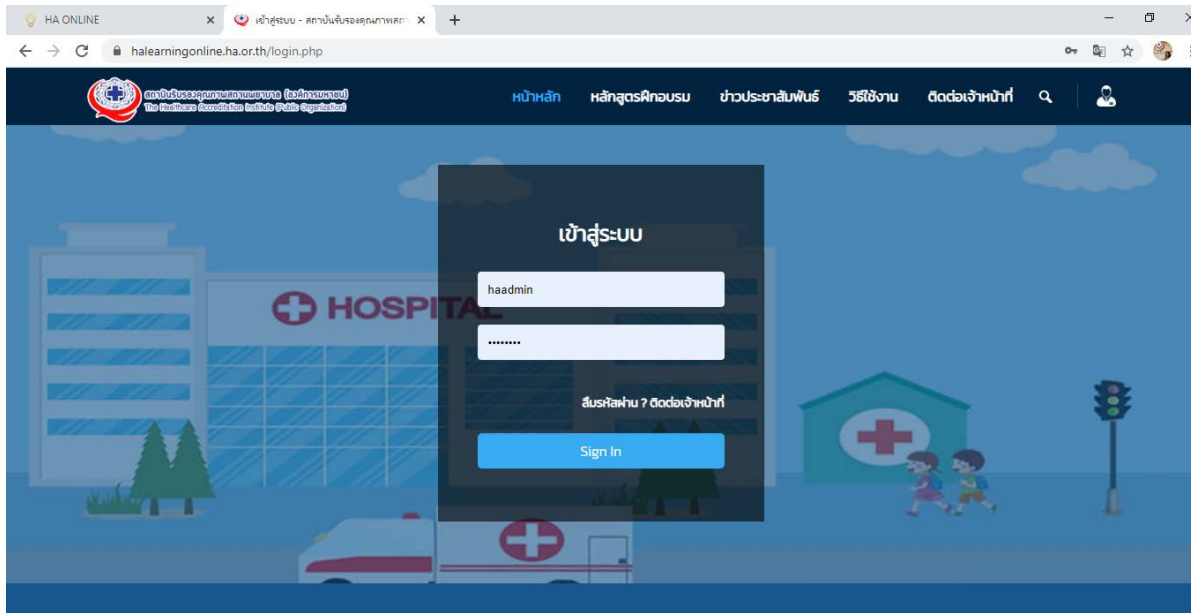 HA ONLINE
เข้าสู่ระบบ - สถาบันรับรองคุณภาพสถา
halearningonline.ha.or.th/login.php
สถาบันรับรองคุณภาพสถานพยาบาล (องค์การมหาชน)
The Healthcare Accreditation Institute (Public Organization)
หน้าหลัก หลักสูตรฝึกอบรม ข่าวประชาสัมพันธ์ วิธีใช้งาน ติดต่อเจ้าหน้าที่
เข้าสู่ระบบ
haadmin
••••••••
HOSPITAL
ลืมรหัสผ่าน ? ติดต่อเจ้าหน้าที่
Sign In